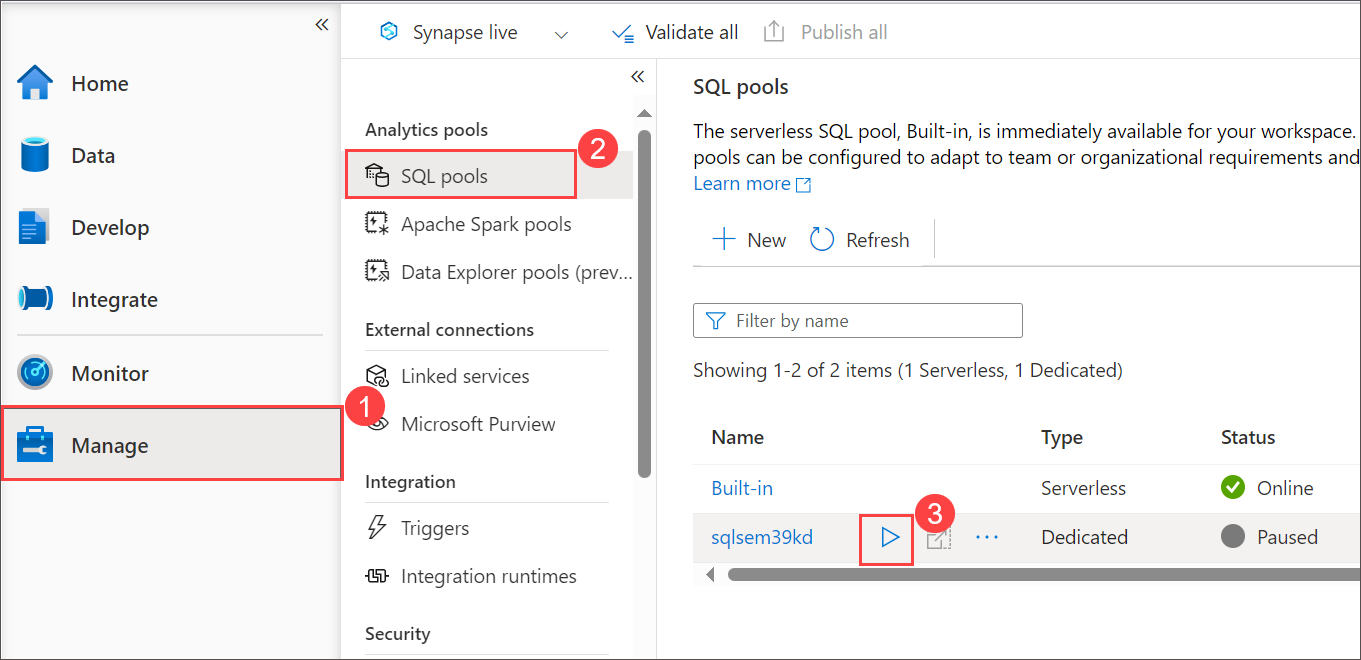 Home
Data
Develop
Integrate
Monitor
Manage
1
Synapse live
Validate all
Publish all
Analytics pools
SQL pools
2
Apache Spark pools
Data Explorer pools (prev...
External connections
Linked services
Microsoft Purview
Integration
Triggers
Integration runtimes
Security
SQL pools
The serverless SQL pool, Built-in, is immediately available for your workspace.
pools can be configured to adapt to team or organizational requirements and
Learn more
New
Refresh
Filter by name
Showing 1-2 of 2 items (1 Serverless, 1 Dedicated)
Name Type Status
Built-in Serverless Online
3
sqlsem39kd ... Dedicated Paused